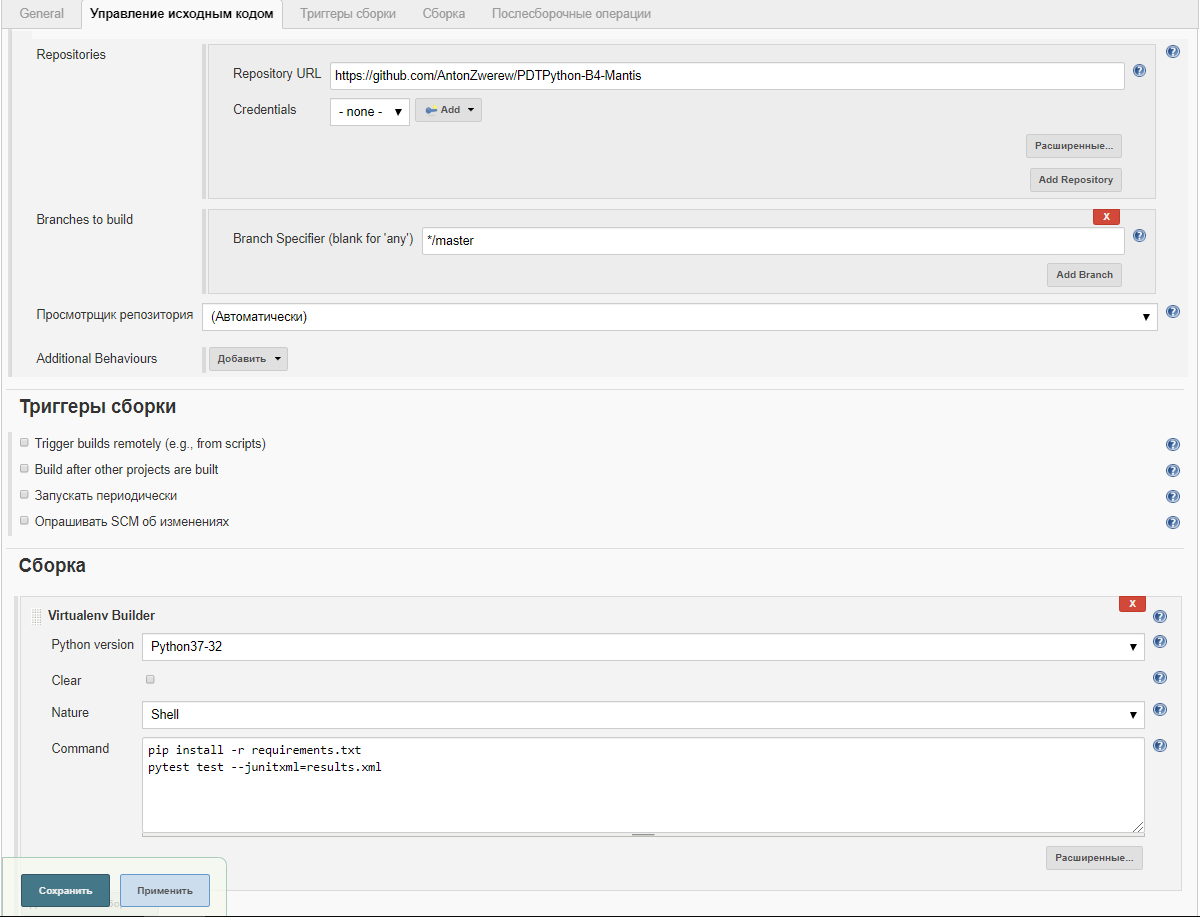 General Управление исходным кодом Триггеры сборки Сборка Послесборочные операции
Repositories
Repository URL https://github.com/AntonZwerew/PDTPython-B4-Mantis
Credentials - none - Add
Расширенные...
Add Repository
Branches to build
X
Branch Specifier (blank for 'any') */master
Add Branch
Просмотрщик репозитория (Автоматически)
Additional Behaviours Добавить
Триггеры сборки
Trigger builds remotely (e.g., from scripts)
Build after other projects are built
Запускать периодически
Опрашивать SCM об изменениях
Сборка
X
Virtualenv Builder
Python version Python37-32
Clear
Nature Shell
Command pip install -r requirements.txt
pytest test --junitxml=results.xml
Расширенные...
Сохранить Применить